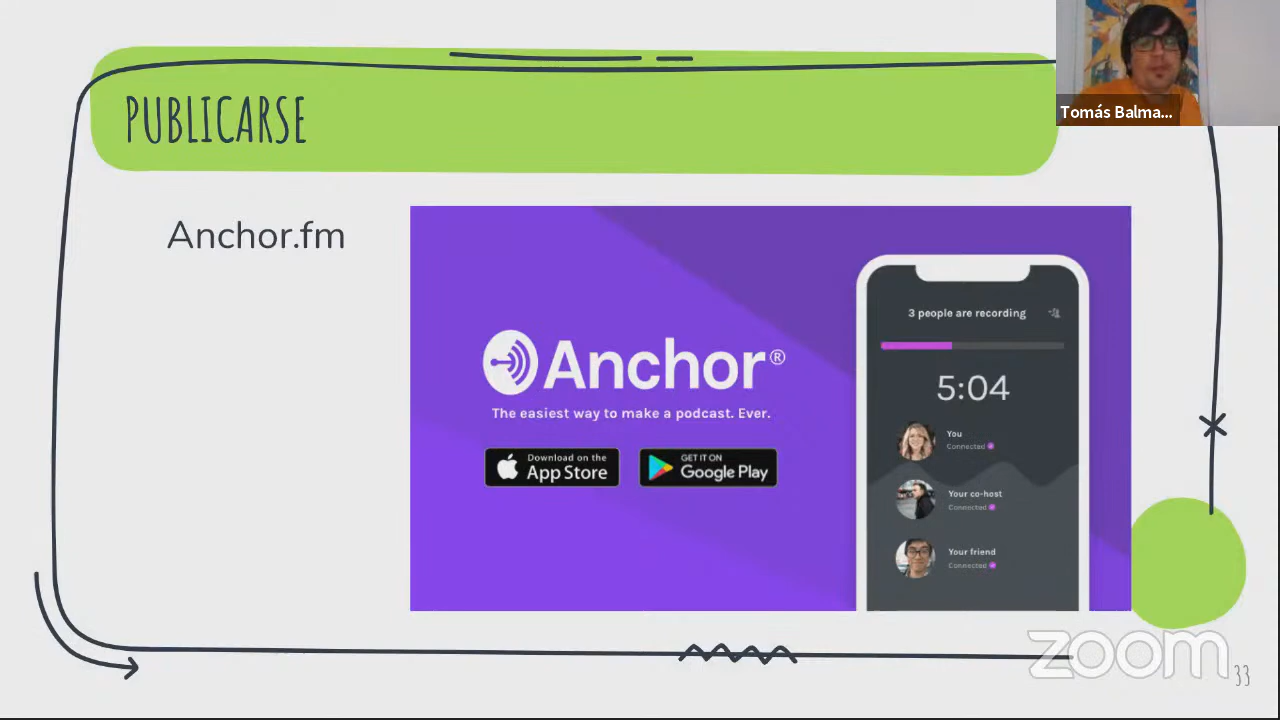 PUBLICARSE
Tomás Balma...
Anchor.fm
Anchor®
The easiest way to make a podcast. Ever.
Download on the
App Store
GET IT ON
Google Play
3 people are recording
5:04
You
Connected
Your co-host
Connected
Your friend
Connected
zoom
33